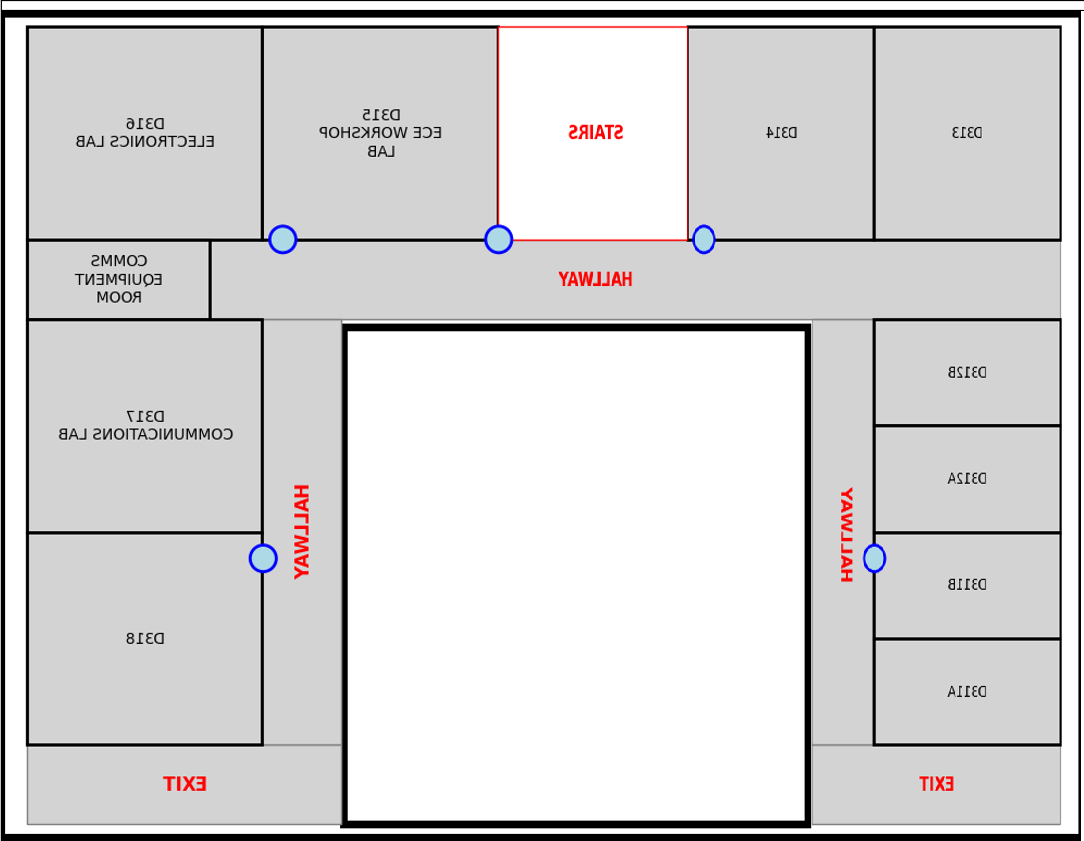 D316
ELECTRONICS LAB
D315
ECE WORKSHOP
LAB
STAIRS
D314
D313
COMMS
EQUIPMENT
ROOM
HALLWAY
D317
COMMUNICATIONS LAB
HALLWAY
HALLWAY
D312B
D312A
D311B
D318
D311A
EXIT
EXIT